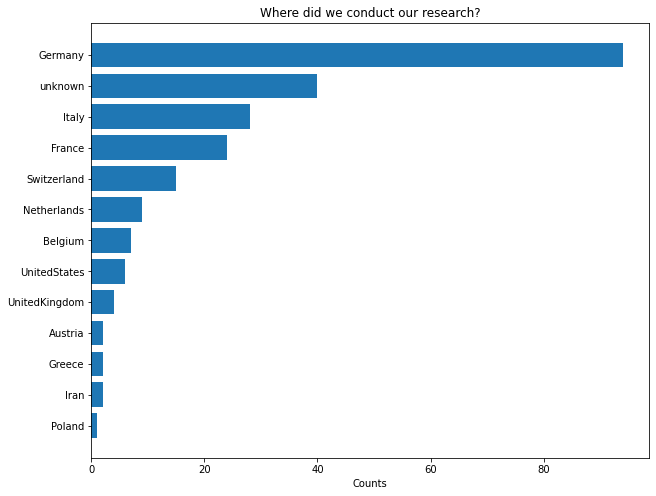 Where did we conduct our research?
Germany
unknown
Italy
France
Switzerland
Netherlands
Belgium
UnitedStates
UnitedKingdom
Austria
Greece
Iran
Poland
0 20 40 60 80
Counts